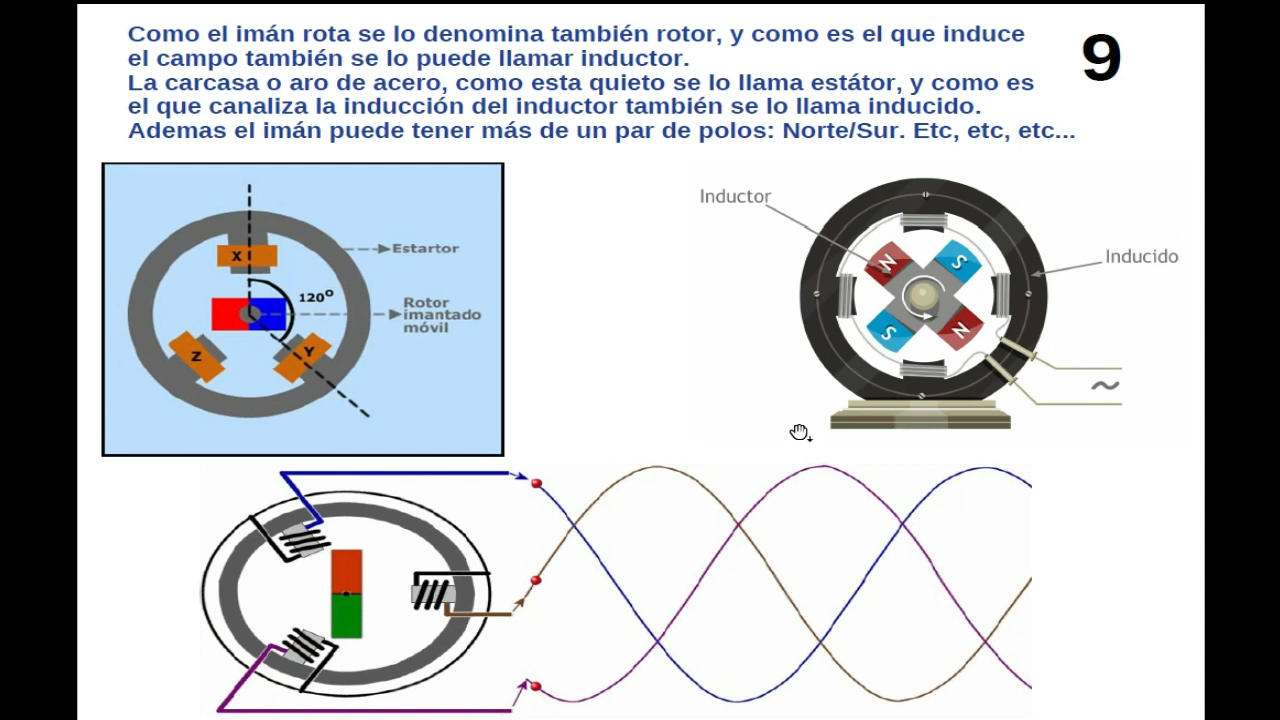 Como el imán rota se lo denomina también rotor, y como es el que induce
el campo también se lo puede llamar inductor.
La carcasa o aro de acero, como esta quieto se lo llama estátor, y como es
el que canaliza la inducción del inductor también se lo llama inducido.
Ademas el imán puede tener más de un par de polos: Norte/Sur. Etc, etc, etc...
9
X
Estartor
120º
Rotor
imantado
móvil
Z
Y
Inductor
Inducido
N
S
S
N
~